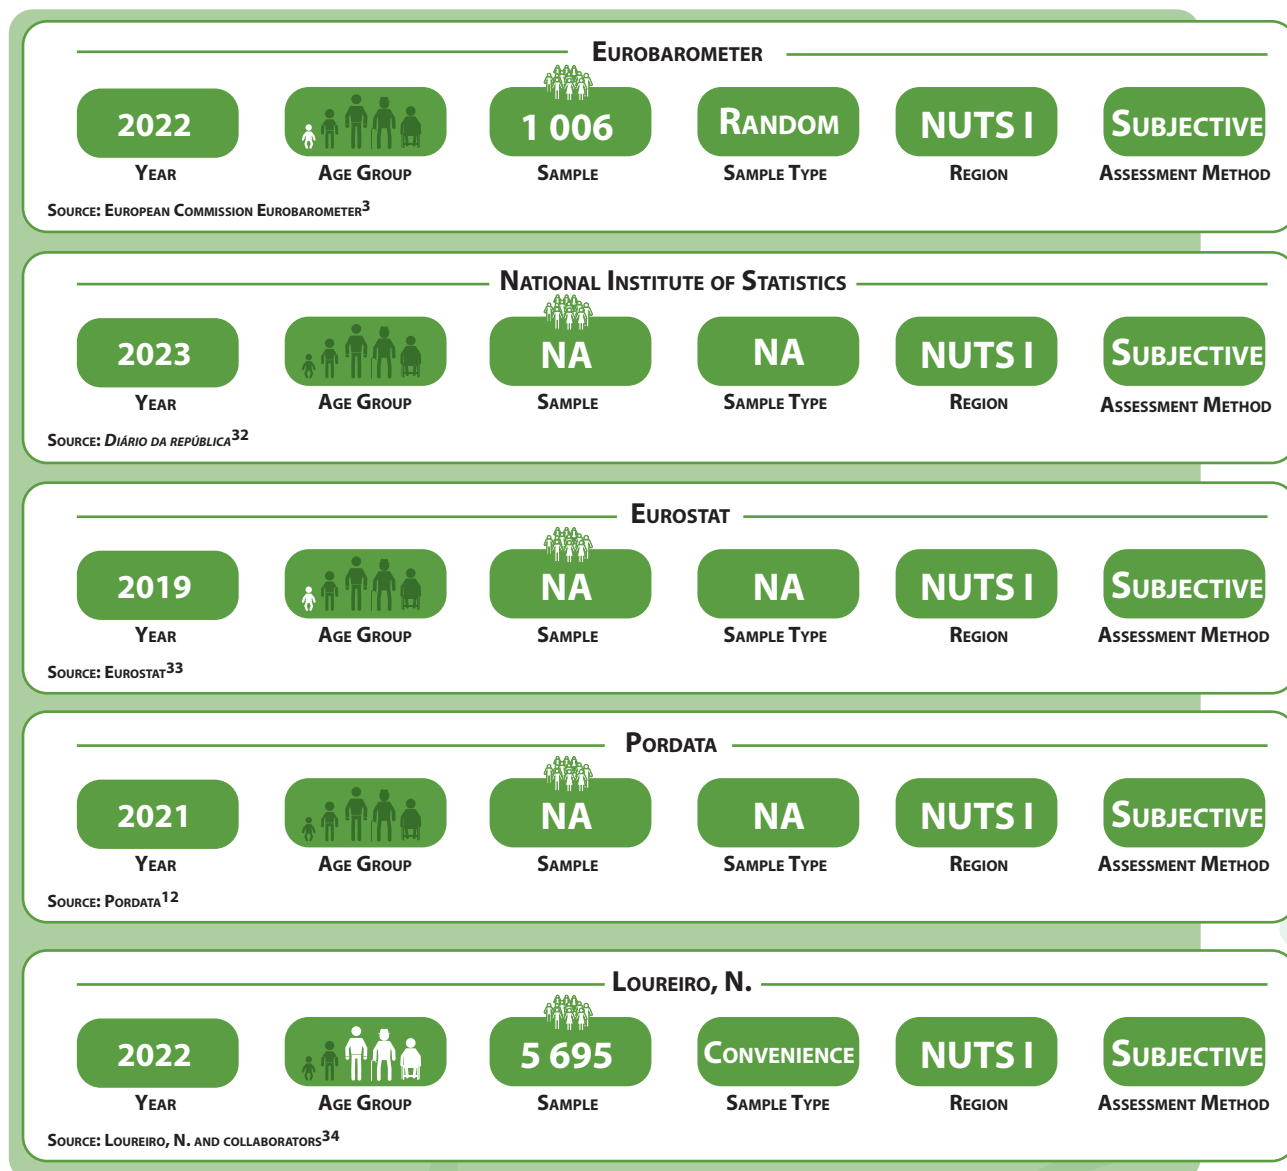 Eurobarometer
2022 1 006 Random NUTS I Subjective
Year Age Group Sample Sample Type Region Assessment Method
Source: European Commission Eurobarometer3
National Institute of Statistics
2023 NA NA NUTS I Subjective
Year Age Group Sample Sample Type Region Assessment Method
Source: Diário da república32
Eurostat
2019 NA NA NUTS I Subjective
Year Age Group Sample Sample Type Region Assessment Method
Source: Eurostat33
Pordata
2021 NA NA NUTS I Subjective
Year Age Group Sample Sample Type Region Assessment Method
Source: Pordata12
Loureiro, N.
2022 5 695 Convenience NUTS I Subjective
Year Age Group Sample Sample Type Region Assessment Method
Source: Loureiro, N. and collaborators34